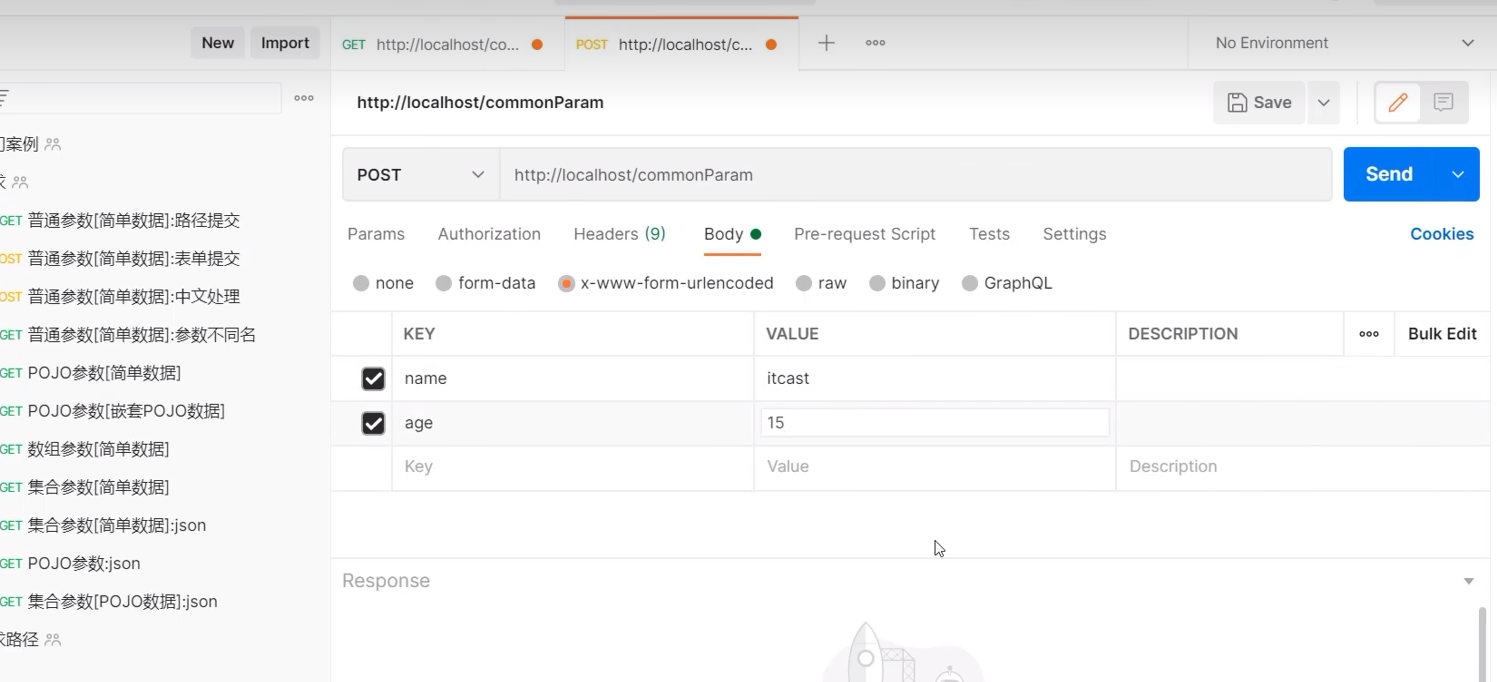 New Import GET http://localhost/co... POST http://localhost/c... No Environment
http://localhost/commonParam Save
案例
POST http://localhost/commonParam Send
GET 普通参数[简单数据]:路径提交
Params Authorization Headers (9) Body Pre-request Script Tests Settings Cookies
OST 普通参数[简单数据]:表单提交
none form-data x-www-form-urlencoded raw binary GraphQL
OST 普通参数[简单数据]:中文处理
KEY VALUE DESCRIPTION Bulk Edit
GET 普通参数[简单数据]:参数不同名
name itcast
GET POJO参数[简单数据]
age 15
GET POJO参数[嵌套POJO数据]
GET 数组参数[简单数据]
Key Value Description
GET 集合参数[简单数据]
GET 集合参数[简单数据]:json
GET POJO参数:json
Response
GET 集合参数[POJO数据]:json
路径